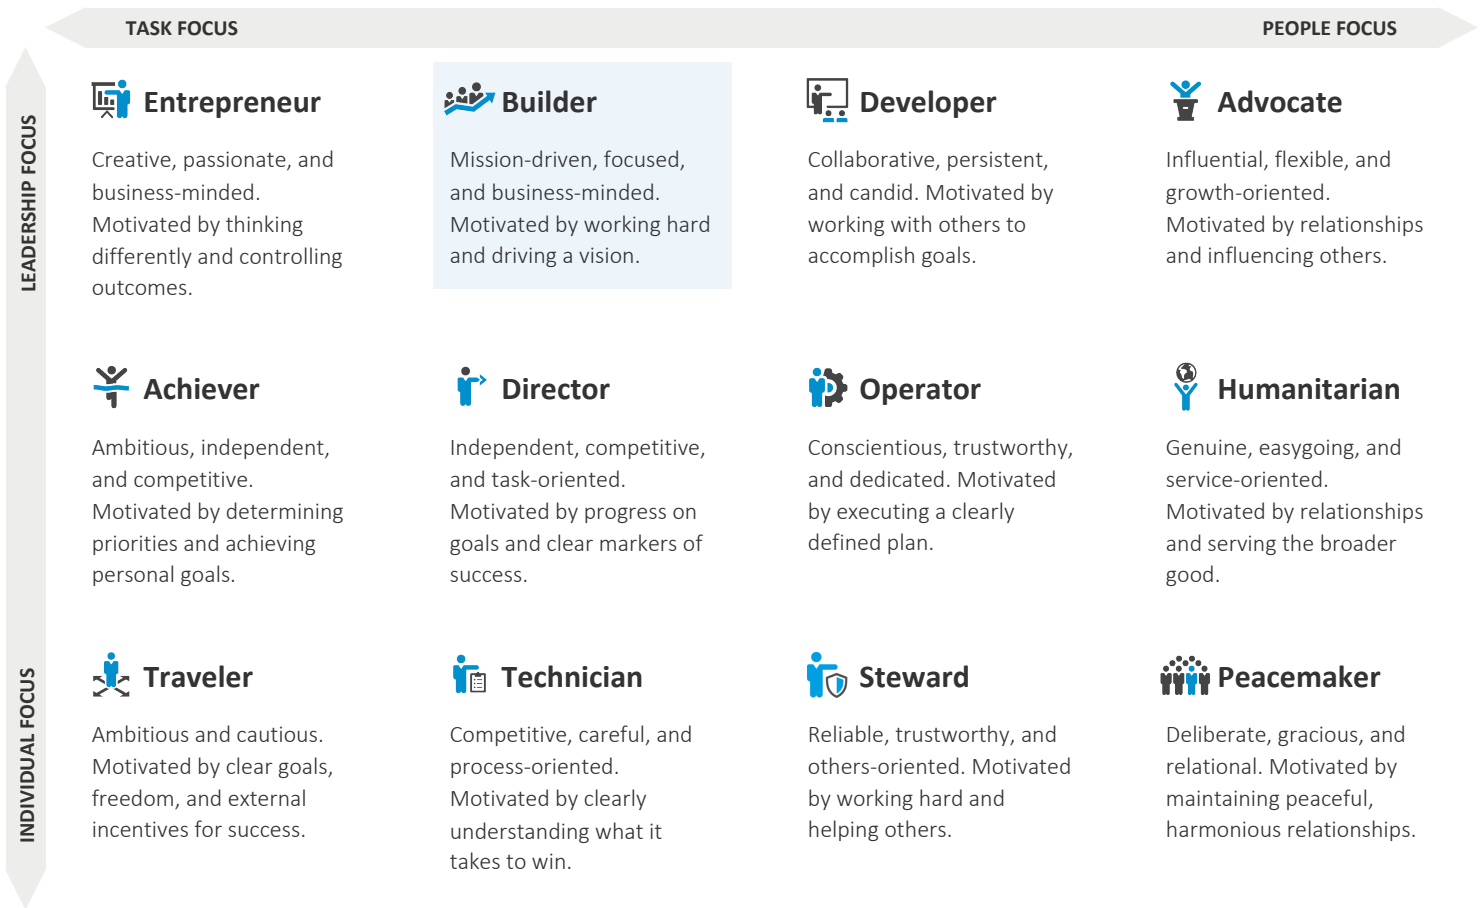 TASK FOCUS
PEOPLE FOCUS
LEADERSHIP FOCUS
INDIVIDUAL FOCUS
Entrepreneur
Creative, passionate, and
business-minded.
Motivated by thinking
differently and controlling
outcomes.
Builder
Mission-driven, focused,
and business-minded.
Motivated by working hard
and driving a vision.
Developer
Collaborative, persistent,
and candid. Motivated by
working with others to
accomplish goals.
Advocate
Influential, flexible, and
growth-oriented.
Motivated by relationships
and influencing others.
Achiever
Ambitious, independent,
and competitive.
Motivated by determining
priorities and achieving
personal goals.
Director
Independent, competitive,
and task-oriented.
Motivated by progress on
goals and clear markers of
success.
Operator
Conscientious, trustworthy,
and dedicated. Motivated
by executing a clearly
defined plan.
Humanitarian
Genuine, easygoing, and
service-oriented.
Motivated by relationships
and serving the broader
good.
Traveler
Ambitious and cautious.
Motivated by clear goals,
freedom, and external
incentives for success.
Technician
Competitive, careful, and
process-oriented.
Motivated by clearly
understanding what it
takes to win.
Steward
Reliable, trustworthy, and
others-oriented. Motivated
by working hard and
helping others.
Peacemaker
Deliberate, gracious, and
relational. Motivated by
maintaining peaceful,
harmonious relationships.